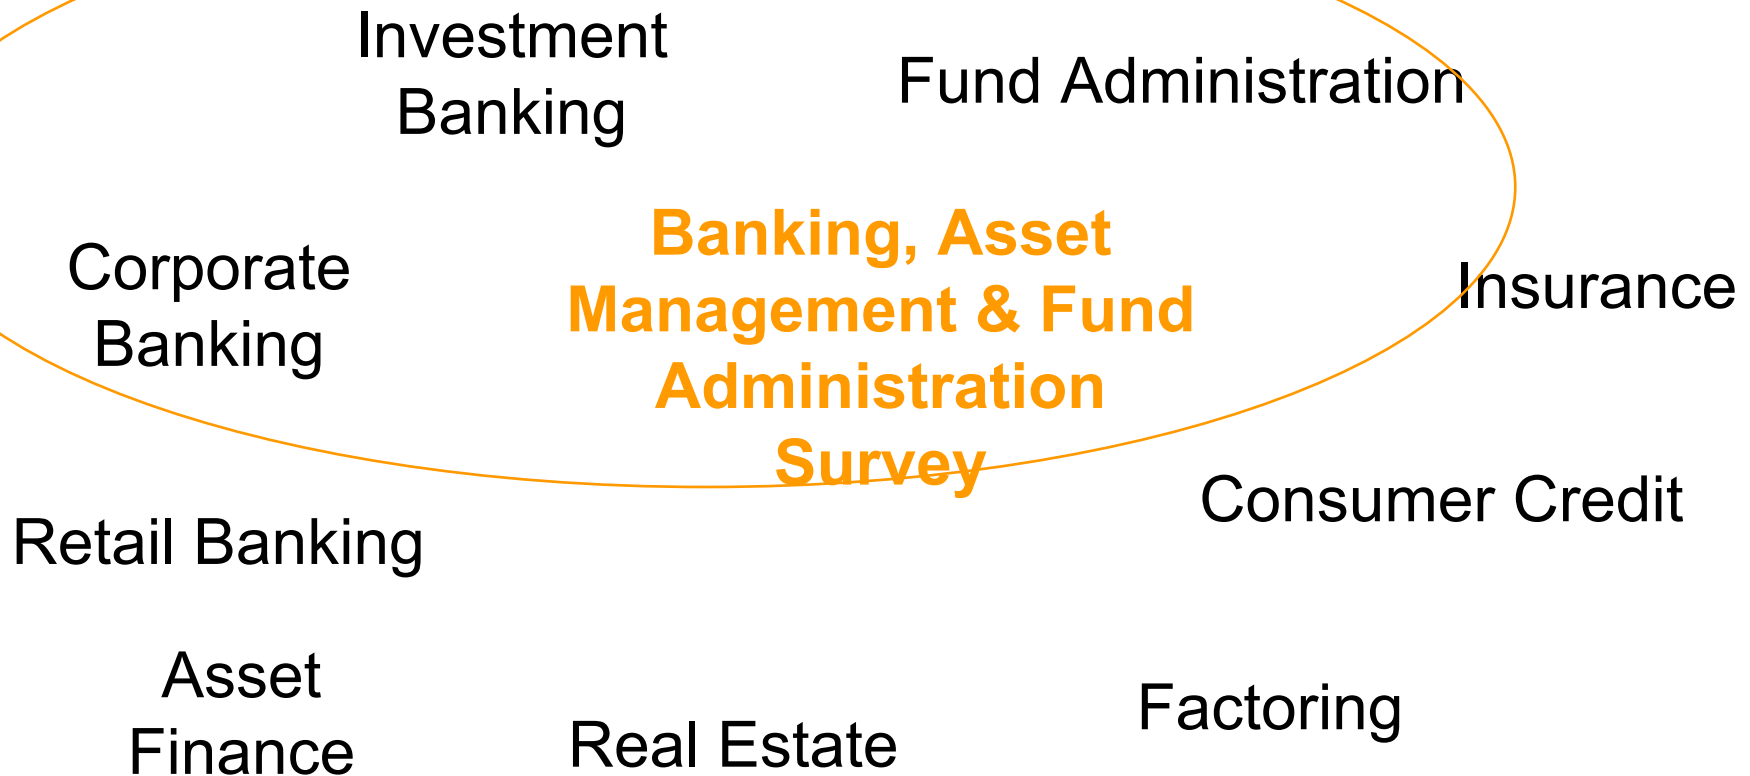 Investment
Banking
Fund Administration
Banking, Asset
Management & Fund
Administration
Survey
Corporate
Banking
Insurance
Retail Banking
Consumer Credit
Asset
Finance
Real Estate
Factoring